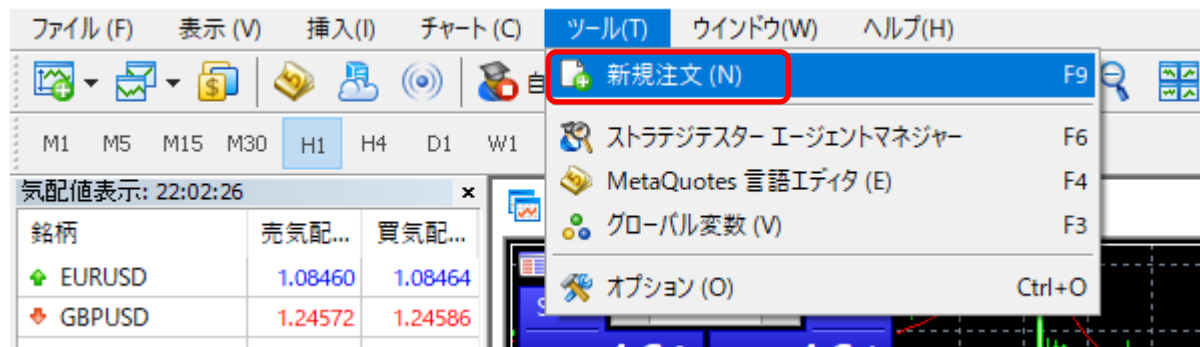 ファイル (F) 表示 (V) 挿入(I) チャート (C) ツール(T) ウインドウ(W) ヘルプ(H)
自
新規注文 (N) F9
M1 M5 M15 M30 H1 H4 D1 W1
ストラテジテスター エージェントマネジャー F6
MetaQuotes 言語エディタ (E) F4
グローバル変数 (V) F3
オプション (O) Ctrl+O
気配値表示: 22:02:26
銘柄 売気配... 買気配...
EURUSD 1.08460 1.08464
GBPUSD 1.24572 1.24586